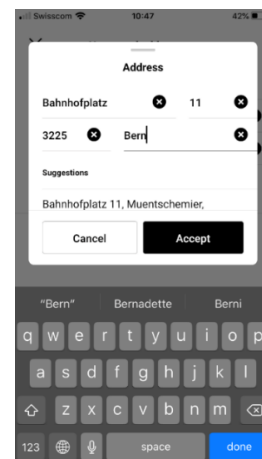 Swisscom 10:47 42%
Address
Bahnhofplatz 11
3225 Bern
Suggestions
Bahnhofplatz 11, Muentschemier,
Cancel Accept
"Bern" Bernadette Berni
q w e r t y u i o p
a s d f g h j k l
z x c v b n m
123 space done